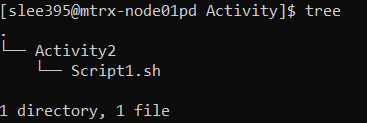 [slee395@mtrx-node01pd Activity]$ tree
.
└── Activity2
    └── Script1.sh

1 directory, 1 file